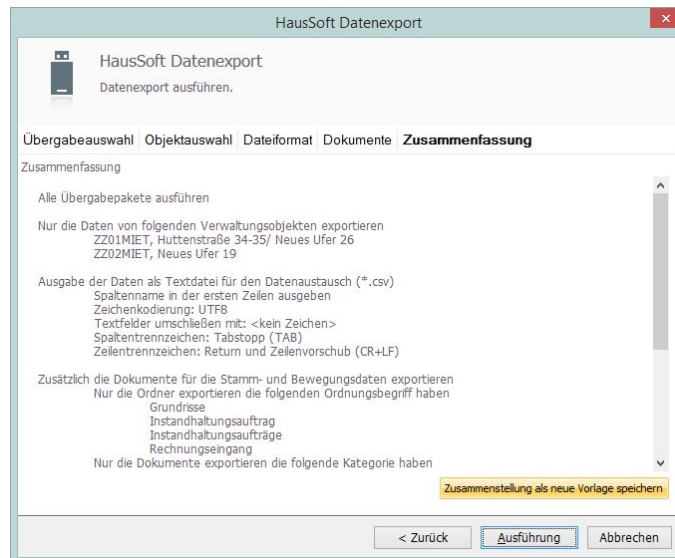 HausSoft Datenexport
HausSoft Datenexport
Datenexport ausführen.
Übergabeauswahl Objektauswahl Dateiformat Dokumente Zusammenfassung
Zusammenfassung
Alle Übergabepakete ausführen
Nur die Daten von folgenden Verwaltungsobjekten exportieren
ZZ01MIET, Huttenstraße 34-35/ Neues Ufer 26
ZZ02MIET, Neues Ufer 19
Ausgabe der Daten als Textdatei für den Datenaustausch (*.csv)
Spaltenname in der ersten Zeilen ausgeben
Zeichenkodierung: UTF8
Textfelder umschließen mit: <kein Zeichen>
Spaltentrennzeichen: Tabstopp (TAB)
Zeilentrennzeichen: Return und Zeilenvorschub (CR+LF)
Zusätzlich die Dokumente für die Stamm- und Bewegungsdaten exportieren
Nur die Ordner exportieren die folgenden Ordnungsbegriff haben
Grundrisse
Instandhaltungsauftrag
Instandhaltungsaufträge
Rechnungseingang
Nur die Dokumente exportieren die folgende Kategorie haben
Zusammenstellung als neue Vorlage speichern
< Zurück Ausführung Abbrechen